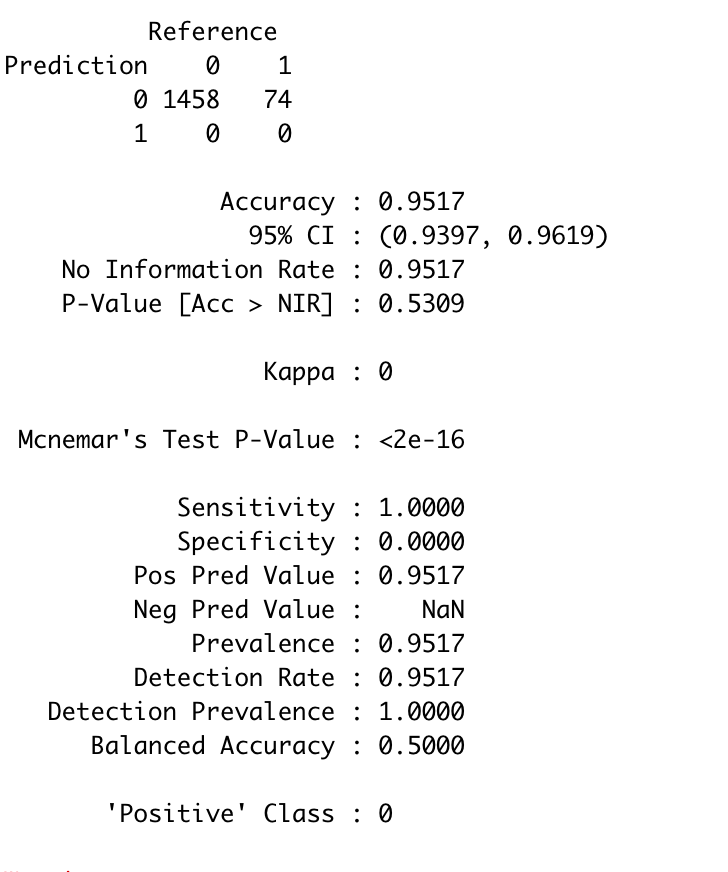 Reference
Prediction    0    1
         0 1458   74
         1    0    0
Accuracy : 0.9517
95% CI : (0.9397, 0.9619)
No Information Rate : 0.9517
P-Value [Acc > NIR] : 0.5309
Kappa : 0
Mcnemar's Test P-Value : <2e-16
Sensitivity : 1.0000
Specificity : 0.0000
Pos Pred Value : 0.9517
Neg Pred Value :    NaN
Prevalence : 0.9517
Detection Rate : 0.9517
Detection Prevalence : 1.0000
Balanced Accuracy : 0.5000
'Positive' Class : 0